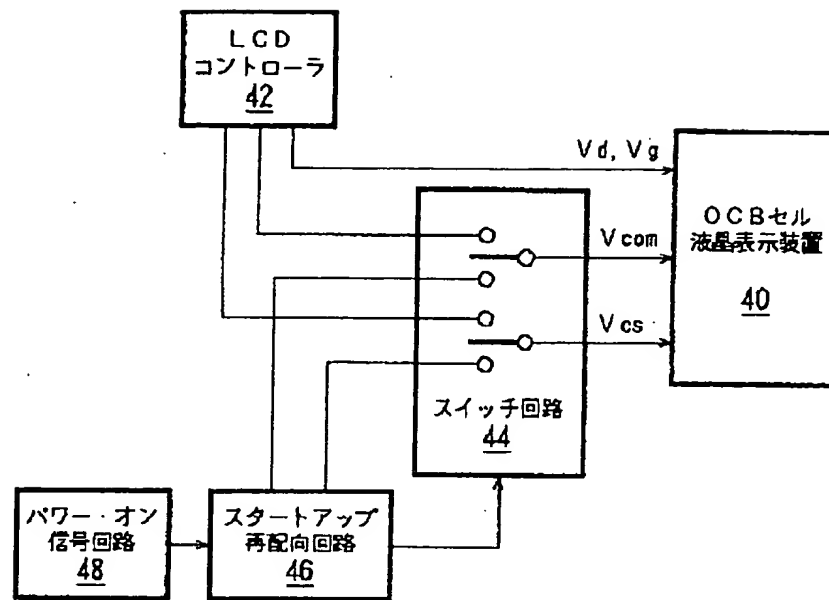 LCD
コントローラ
42
Vd, Vg
OCBセル
液晶表示装置
40
Vcom
Vcs
スイッチ回路
44
パワー・オン
信号回路
48
スタートアップ
再配向回路
46